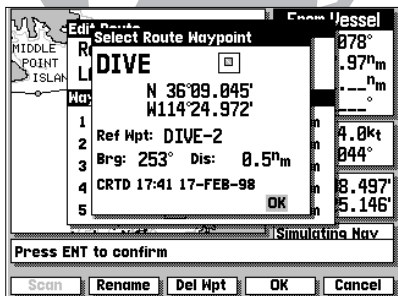 From Vessel
Edit Route
Select Route Waypoint
MIDDLE
POINT
ISLAN
078°
.97nm
DIVE
N 36°09.045'
W114°24.972'
__._nm
___°
Way
1
2
3
4
5
Ref Wpt: DIVE-2
Brg: 253° Dis: 0.5nm
CRTD 17:41 17-FEB-98
OK
4.0kt
044°
8.497'
5.146'
Simulating Nav
Press ENT to confirm
Scan Rename Del Wpt OK Cancel